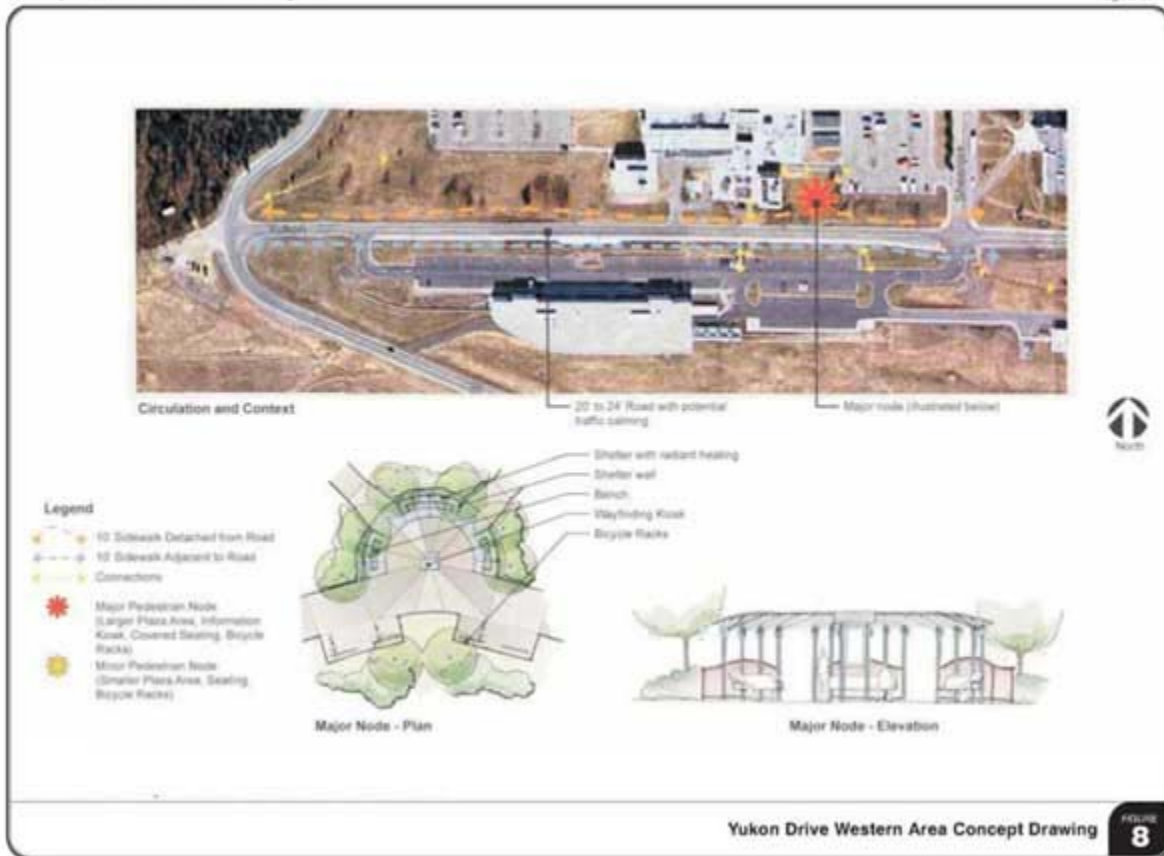 Yukon
Circulation and Context
20' to 24' Road with potential
traffic calming
Major node (illustrated below)
North
Shelter with radiant heating
Shelter wall
Bench
Wayfinding Kiosk
Bicycle Racks
Legend
10' Sidewalk Detached from Road
10' Sidewalk Adjacent to Road
Connections
Major Pedestrian Node
(Larger Plaza Area, Information
Kiosk, Covered Seating, Bicycle
Racks)
Minor Pedestrian Node
(Smaller Plaza Area, Seating,
Bicycle Racks)
Major Node - Plan
Major Node - Elevation
Yukon Drive Western Area Concept Drawing
FIGURE
8